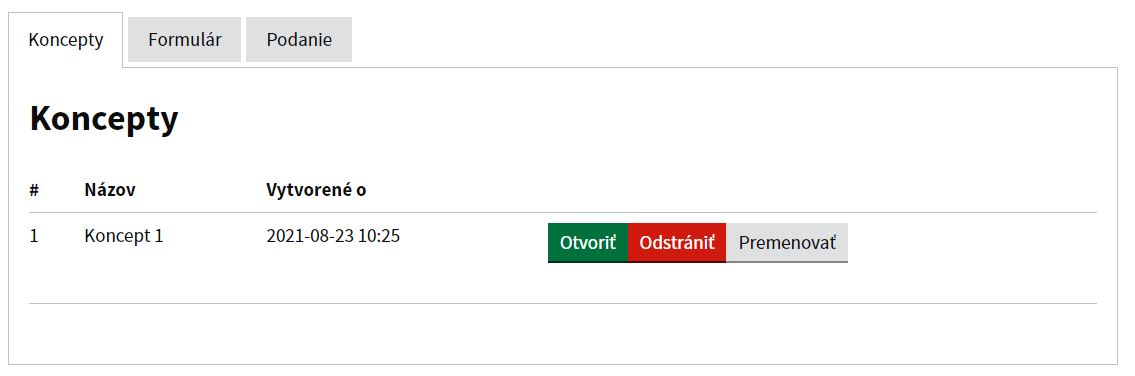 Koncepty Formulár Podanie
Koncepty
# Názov Vytvorené o
1 Koncept 1 2021-08-23 10:25 Otvoriť Odstrániť Premenovať